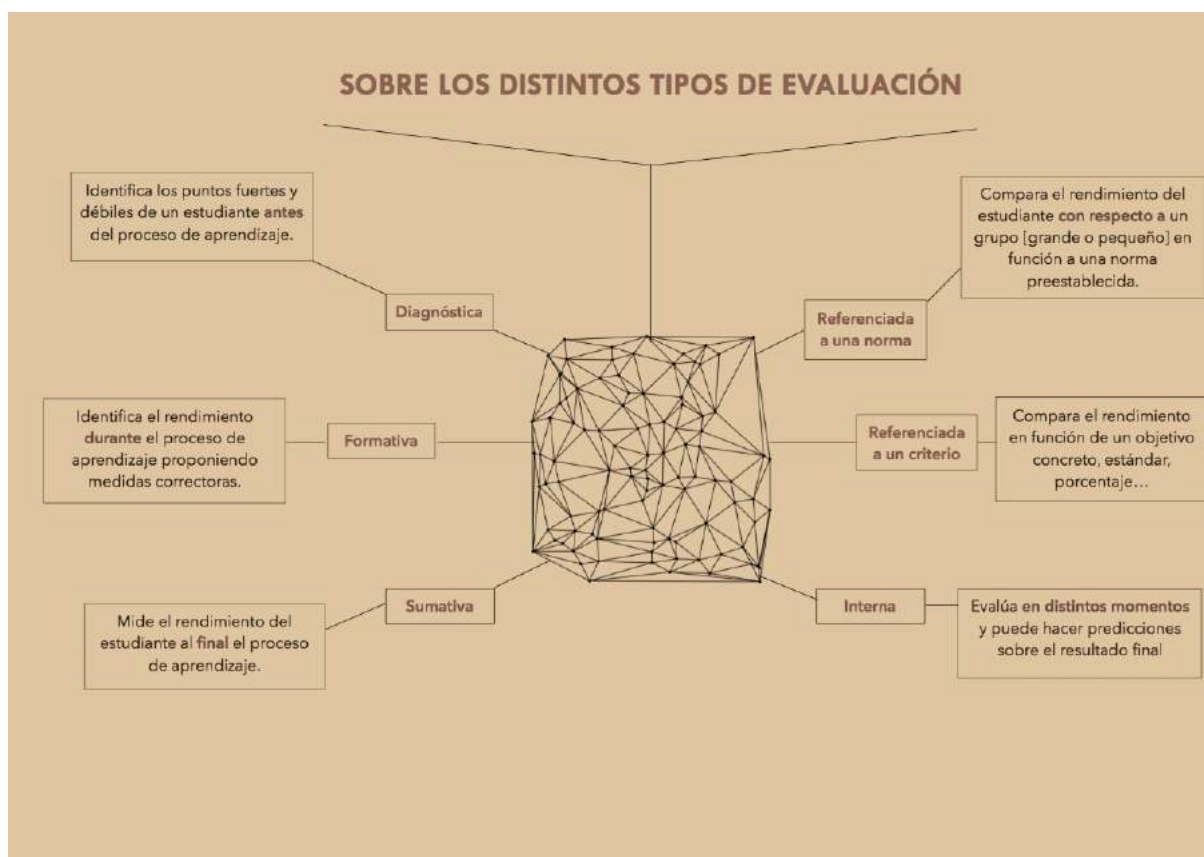 SOBRE LOS DISTINTOS TIPOS DE EVALUACIÓN
Identifica los puntos fuertes y
débiles de un estudiante antes
del proceso de aprendizaje.
Diagnóstica
Identifica el rendimiento
durante el proceso de
aprendizaje proponiendo
medidas correctoras.
Formativa
Mide el rendimiento del
estudiante al final el proceso
de aprendizaje.
Sumativa
Compara el rendimiento del
estudiante con respecto a un
grupo [grande o pequeño] en
función a una norma
preestablecida.
Referenciada
a una norma
Compara el rendimiento
en función de un objetivo
concreto, estándar,
porcentaje...
Referenciada
a un criterio
Evalúa en distintos momentos
y puede hacer predicciones
sobre el resultado final
Interna